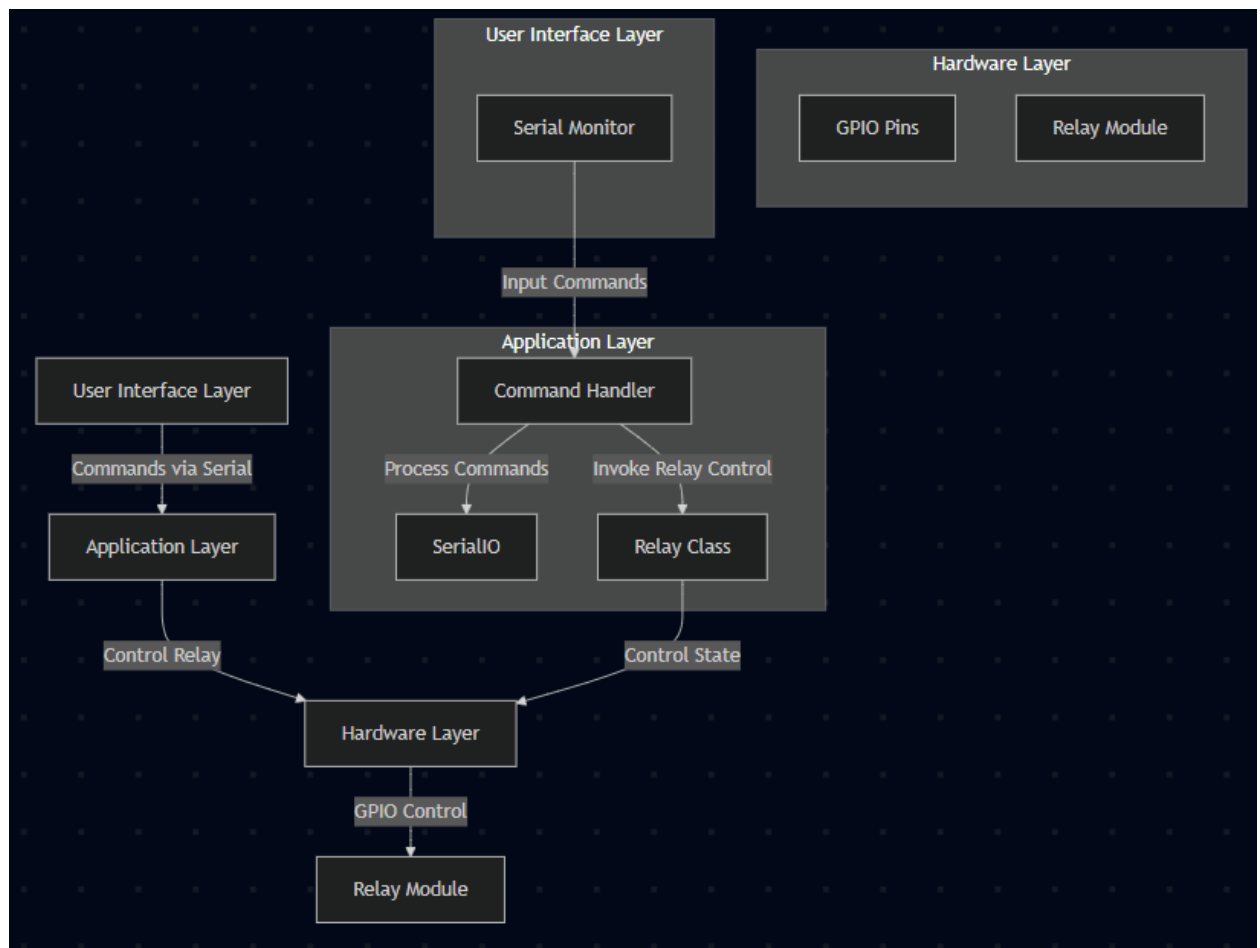 User Interface Layer
Serial Monitor
Hardware Layer
GPIO Pins
Relay Module
Input Commands
Application Layer
Command Handler
Process Commands
Invoke Relay Control
SerialIO
Relay Class
User Interface Layer
Commands via Serial
Application Layer
Control Relay
Control State
Hardware Layer
GPIO Control
Relay Module